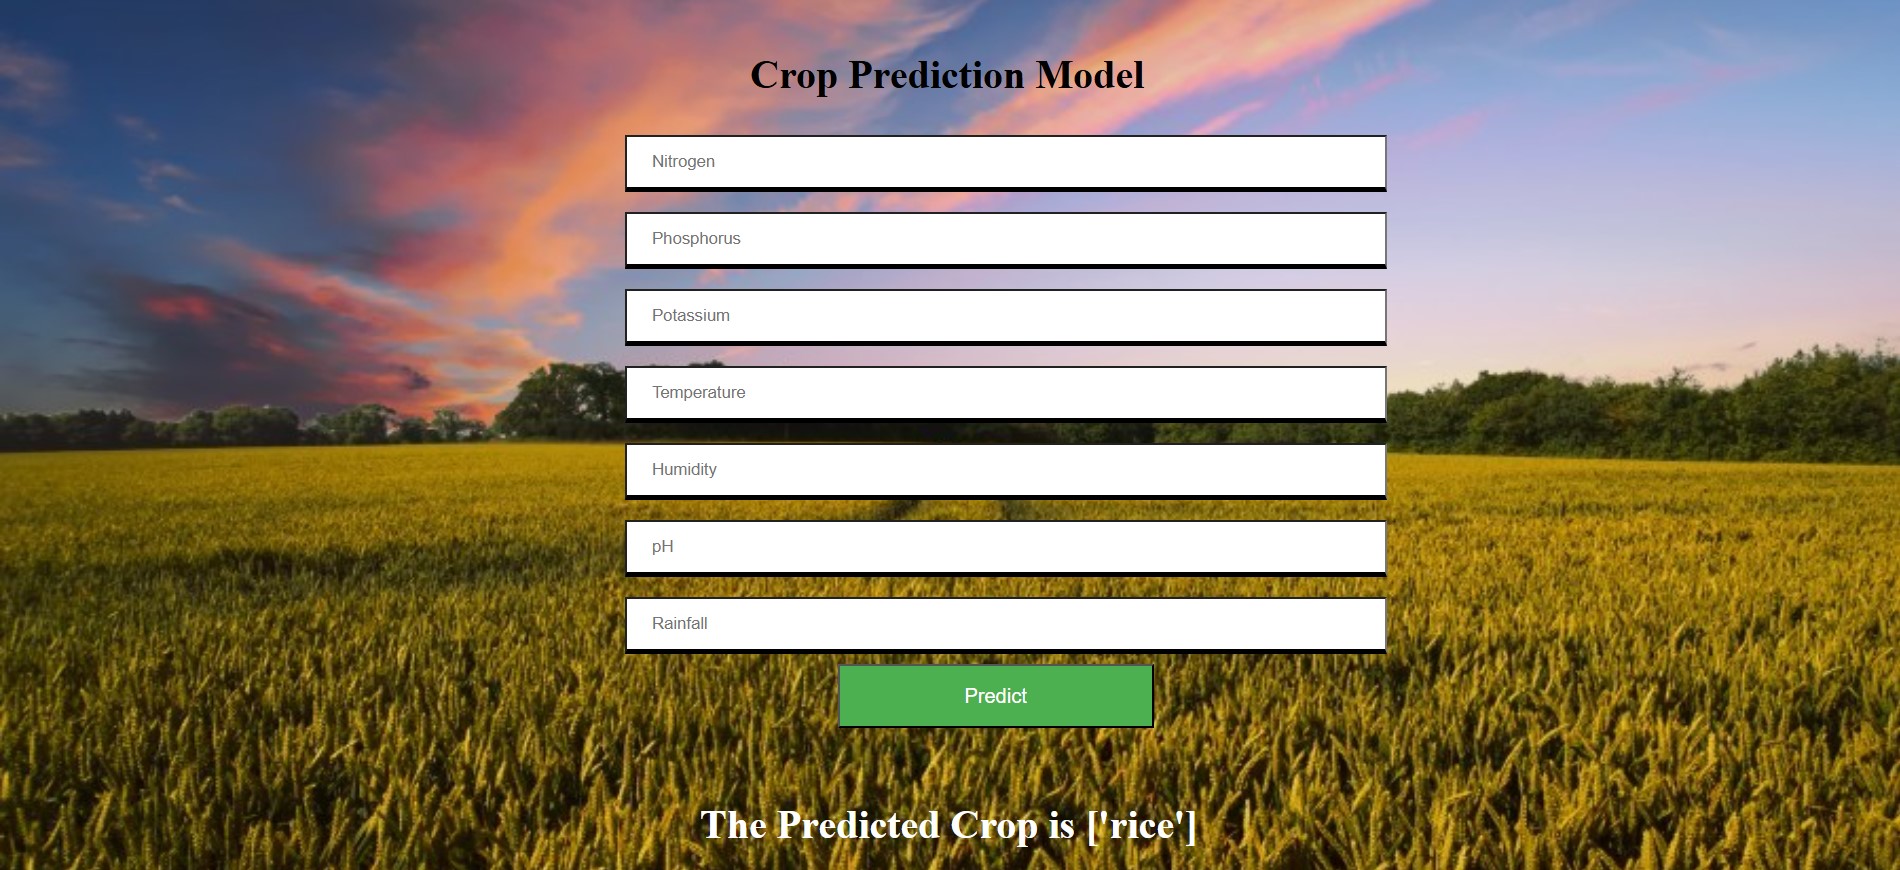 Crop Prediction Model
Nitrogen
Phosphorus
Potassium
Temperature
Humidity
pH
Rainfall
Predict
The Predicted Crop is ['rice']